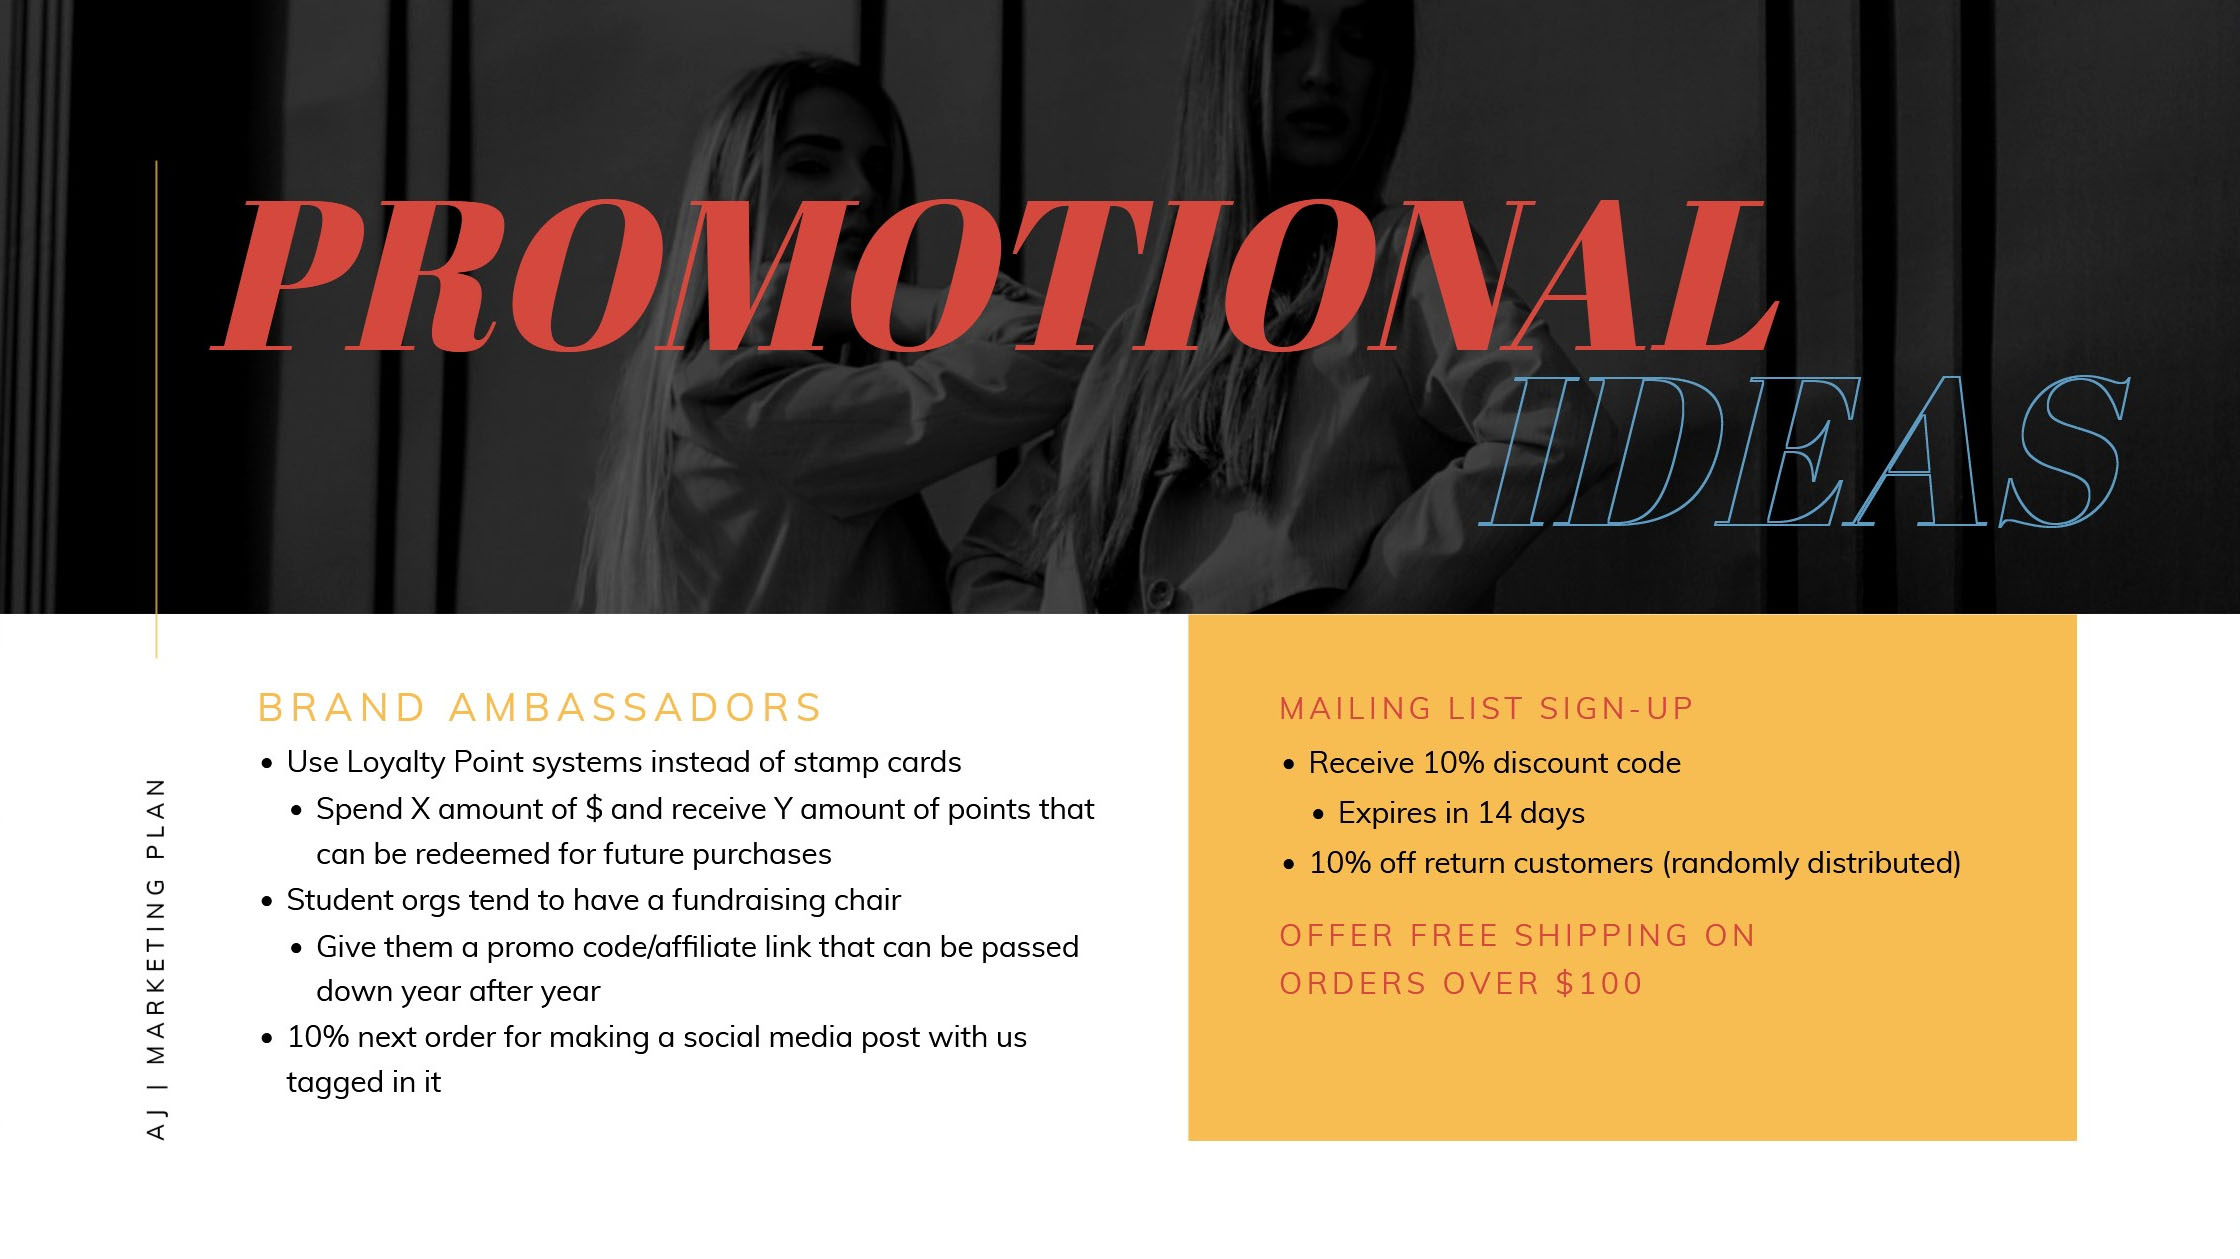 PROMOTIONAL
IDEAS
BRAND AMBASSADORS
• Use Loyalty Point systems instead of stamp cards
• Spend X amount of $ and receive Y amount of points that
can be redeemed for future purchases
• Student orgs tend to have a fundraising chair
• Give them a promo code/affiliate link that can be passed
down year after year
• 10% next order for making a social media post with us
tagged in it
MAILING LIST SIGN-UP
• Receive 10% discount code
• Expires in 14 days
• 10% off return customers (randomly distributed)
OFFER FREE SHIPPING ON
ORDERS OVER $100
AJ | MARKETING PLAN